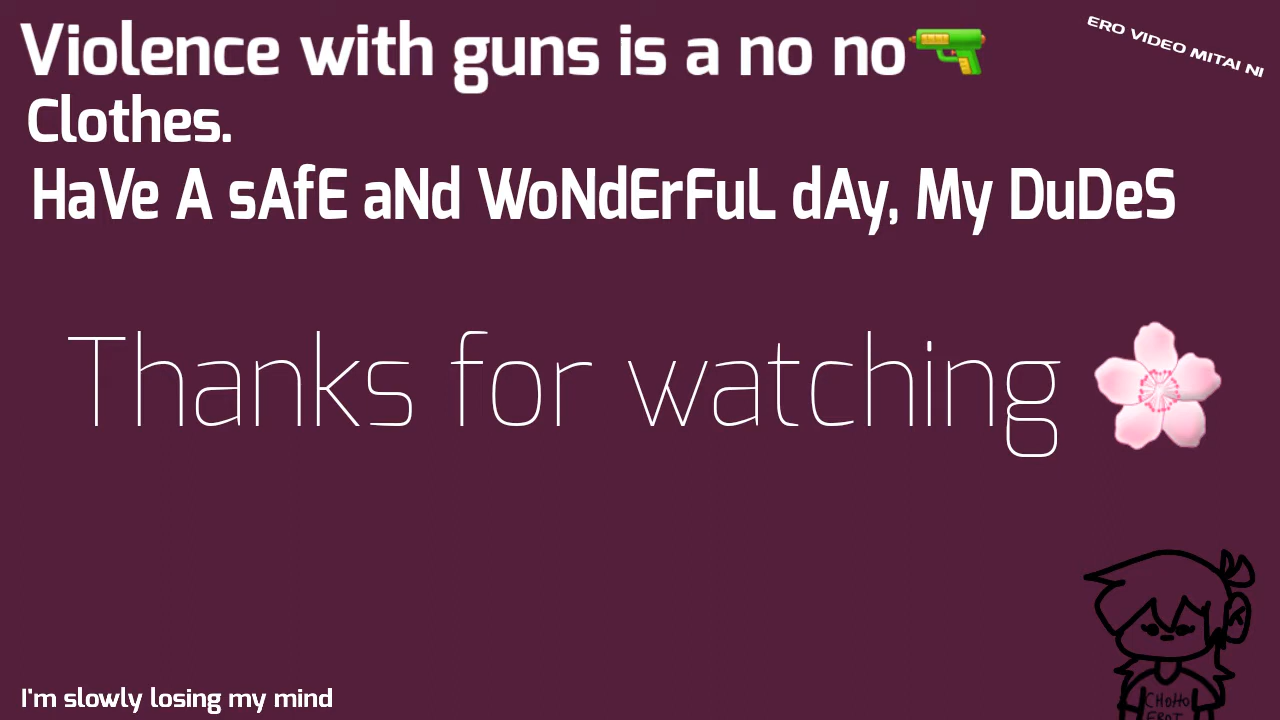 Violence with guns is a no no
ERO VIDEO MITAI NI
Clothes.
HaVe A sAfE aNd WoNdErFuL dAy, My DuDeS
Thanks for watching
I'm slowly losing my mind